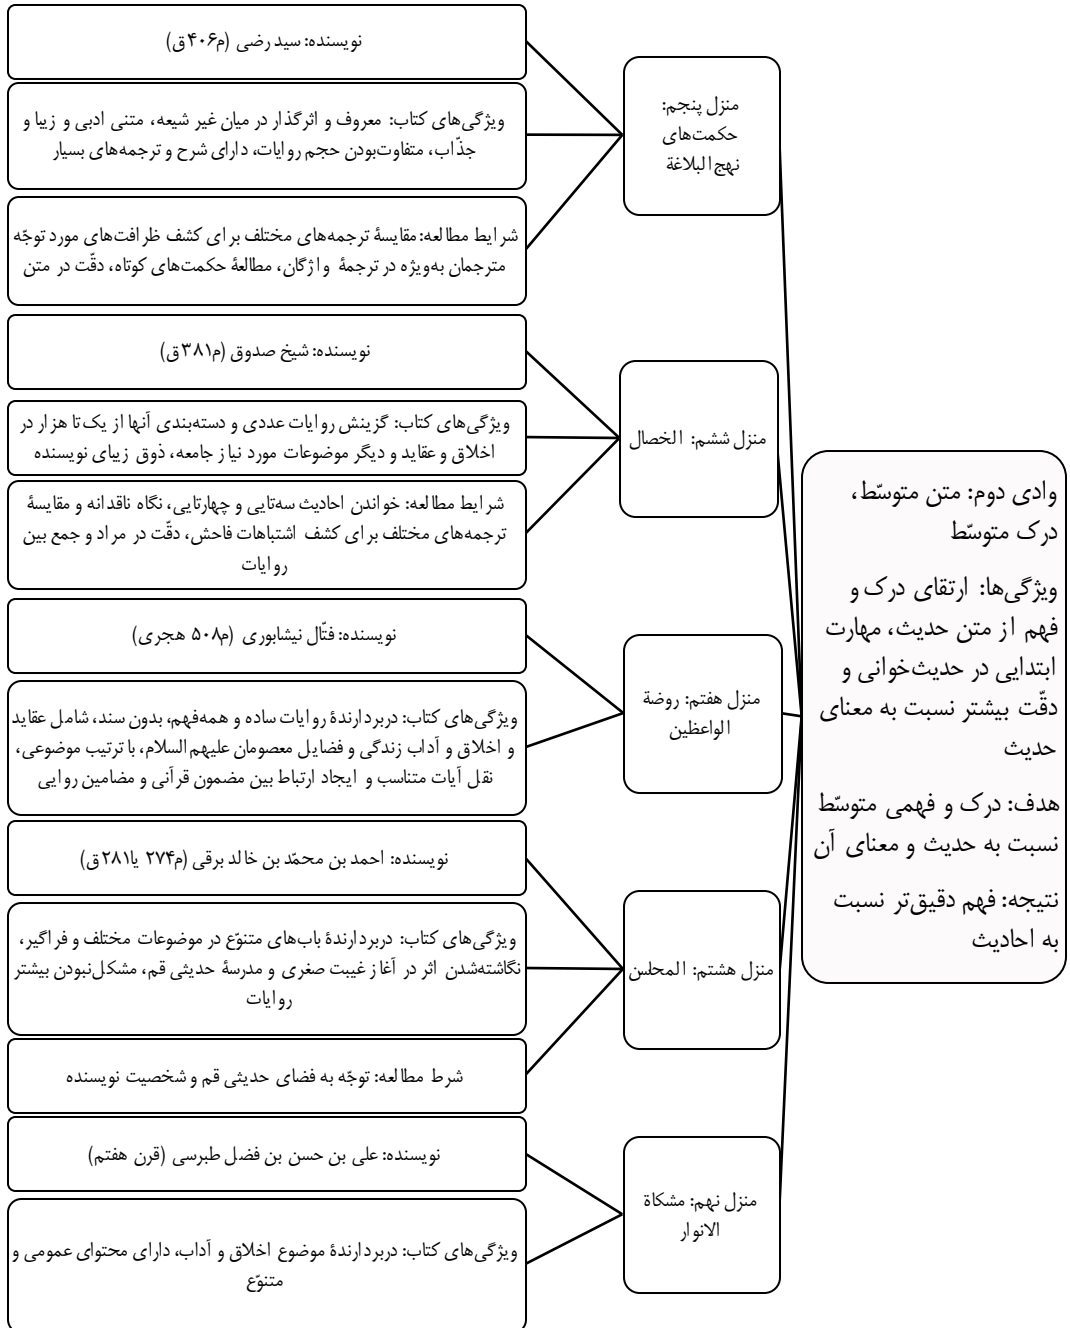 وادی دوم: متن متوسّط،
درک متوسّط
ویژگی‌ها: ارتقای درک و
فهم از متن حدیث، مهارت
ابتدایی در حدیث‌خوانی و
دقّت بیشتر نسبت به معنای
حدیث
هدف: درک و فهمی متوسّط
نسبت به حدیث و معنای آن
نتیجه: فهم دقیق‌تر نسبت
به احادیث
منزل پنجم:
حکمت‌های
نهج‌البلاغة
نویسنده: سید رضی (م۴۰۶ق)
ویژگی‌های کتاب: معروف و اثرگذار در میان غیر شیعه، متنی ادبی و زیبا و
جذّاب، متفاوت‌بودن حجم روایات، دارای شرح و ترجمه‌های بسیار
شرایط مطالعه: مقایسۀ ترجمه‌های مختلف برای کشف ظرافت‌های مورد توجّه
مترجمان به‌ویژه در ترجمۀ واژگان، مطالعۀ حکمت‌های کوتاه، دقّت در متن
منزل ششم: الخصال
نویسنده: شیخ صدوق (م۳۸۱ق)
ویژگی‌های کتاب: گزینش روایات عددی و دسته‌بندی آنها از یک تا هزار در
اخلاق و عقاید و دیگر موضوعات مورد نیاز جامعه، ذوق زیبای نویسنده
شرایط مطالعه: خواندن احادیث سه‌تایی و چهارتایی، نگاه ناقدانه و مقایسۀ
ترجمه‌های مختلف برای کشف اشتباهات فاحش، دقّت در مراد و جمع بین
روایات
منزل هفتم: روضة
الواعظین
نویسنده: فتّال نیشابوری (م۵۰۸ هجری)
ویژگی‌های کتاب: دربردارندۀ روایات ساده و همه‌فهم، بدون سند، شامل عقاید
و اخلاق و آداب زندگی و فضایل معصومان علیهم السلام، با ترتیب موضوعی،
نقل آیات متناسب و ایجاد ارتباط بین مضمون قرآنی و مضامین روایی
منزل هشتم: المحاسن
نویسنده: احمد بن محمّد بن خالد برقی (م۲۷۴ یا ۲۸۱ق)
ویژگی‌های کتاب: دربردارندۀ باب‌های متنوّع در موضوعات مختلف و فراگیر،
نگاشته‌شدن اثر در آغاز غیبت صغری و مدرسۀ حدیثی قم، مشکل‌نبودن بیشتر
روایات
شرط مطالعه: توجّه به فضای حدیثی قم و شخصیت نویسنده
منزل نهم: مشکاة
الانوار
نویسنده: علی بن حسن بن فضل طبرسی (قرن هفتم)
ویژگی‌های کتاب: دربردارندۀ موضوع اخلاق و آداب، دارای محتوای عمومی و
متنوّع